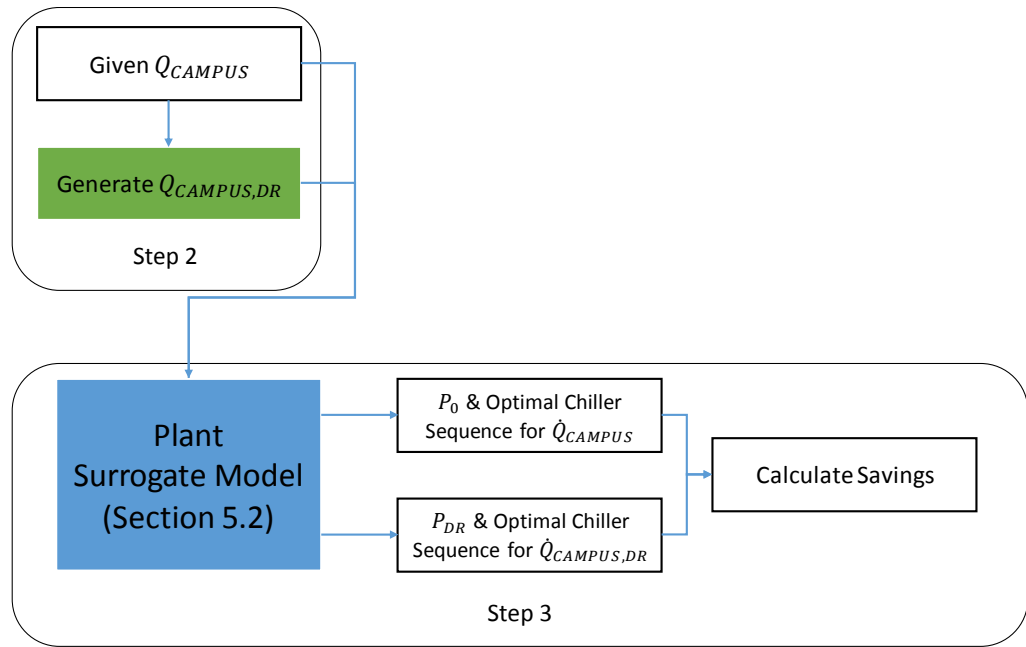 Given Q_CAMPUS
Generate Q_CAMPUS,DR
Step 2
Plant
Surrogate Model
(Section 5.2)
P_0 & Optimal Chiller
Sequence for Q̇_CAMPUS
P_DR & Optimal Chiller
Sequence for Q̇_CAMPUS,DR
Calculate Savings
Step 3